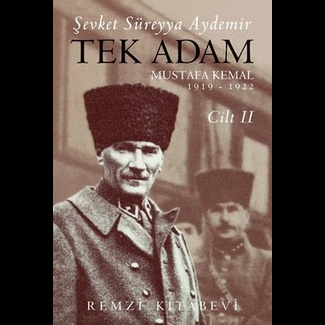 Şevket Süreyya Aydemir
TEK ADAM
MUSTAFA KEMAL
1919 - 1922
Cilt II
REMZİ KİTABEVİ